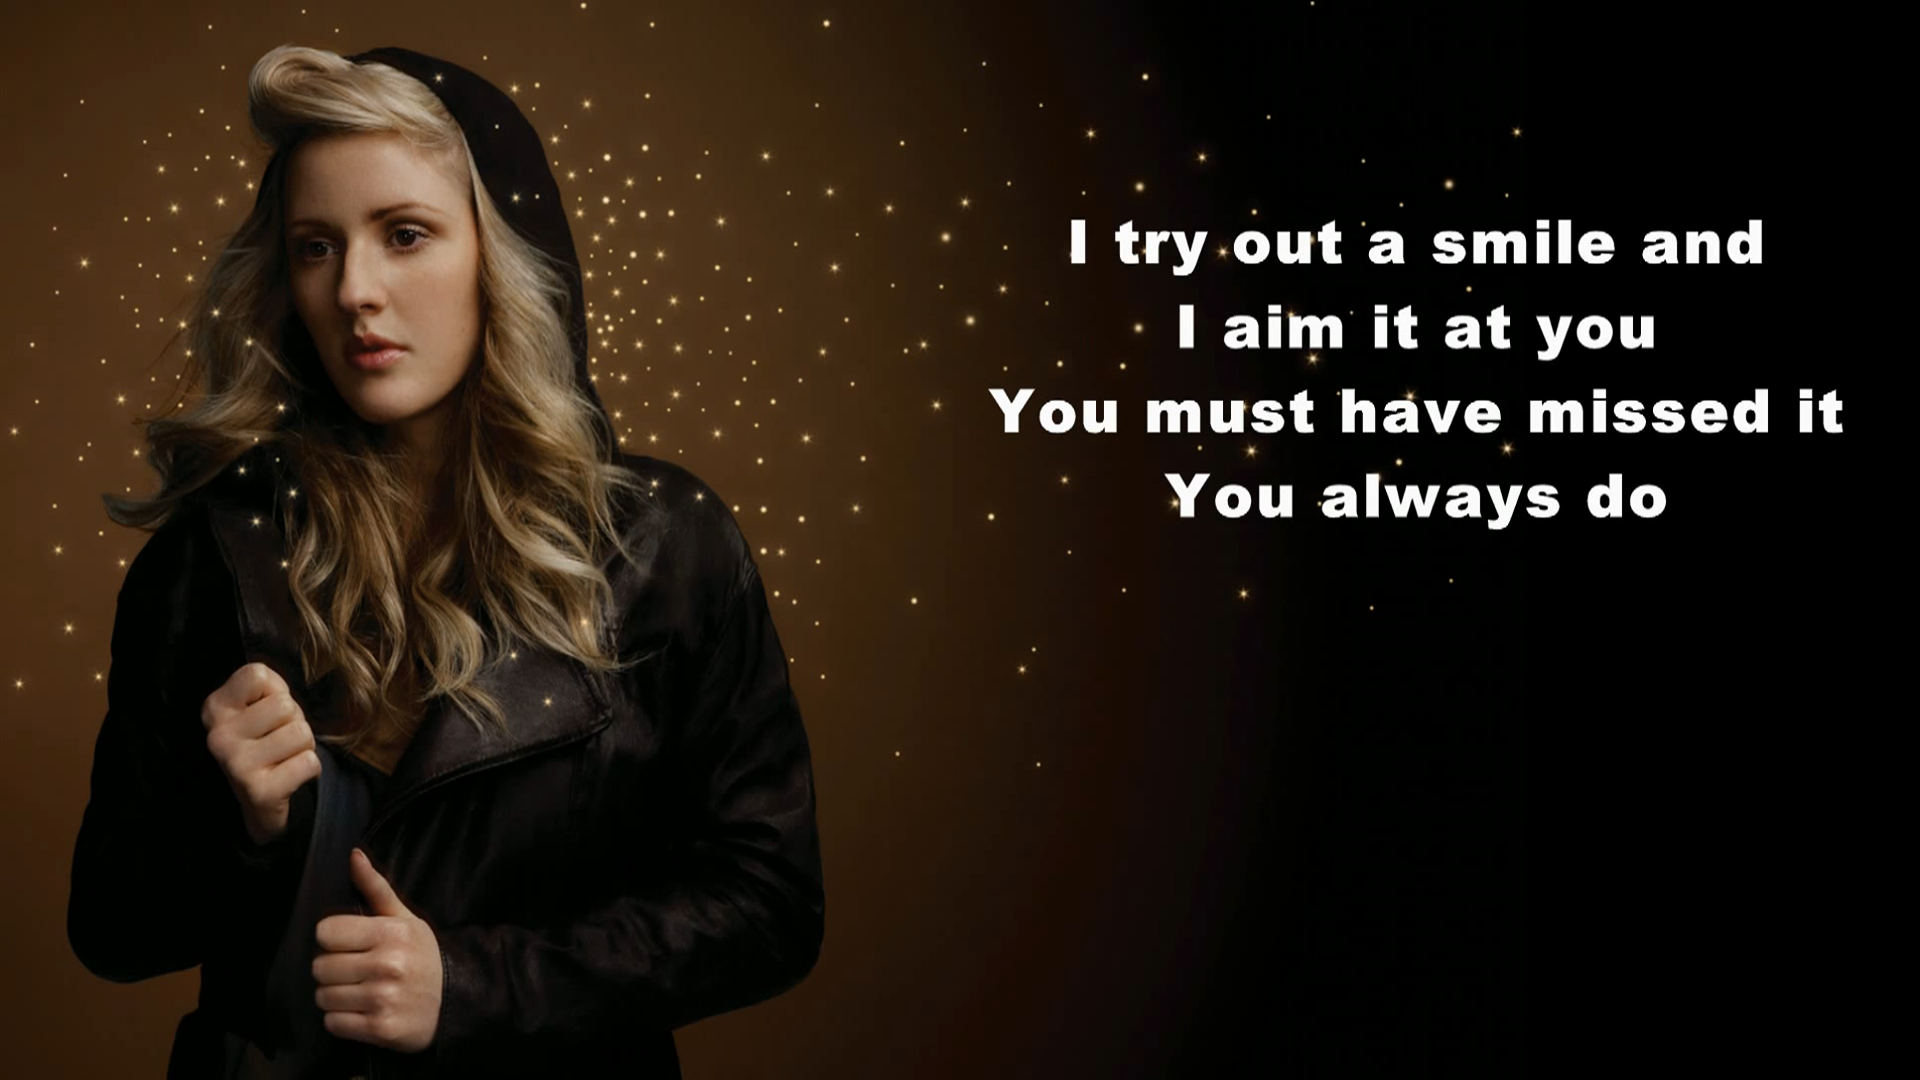 I try out a smile and
I aim it at you
You must have missed it
You always do